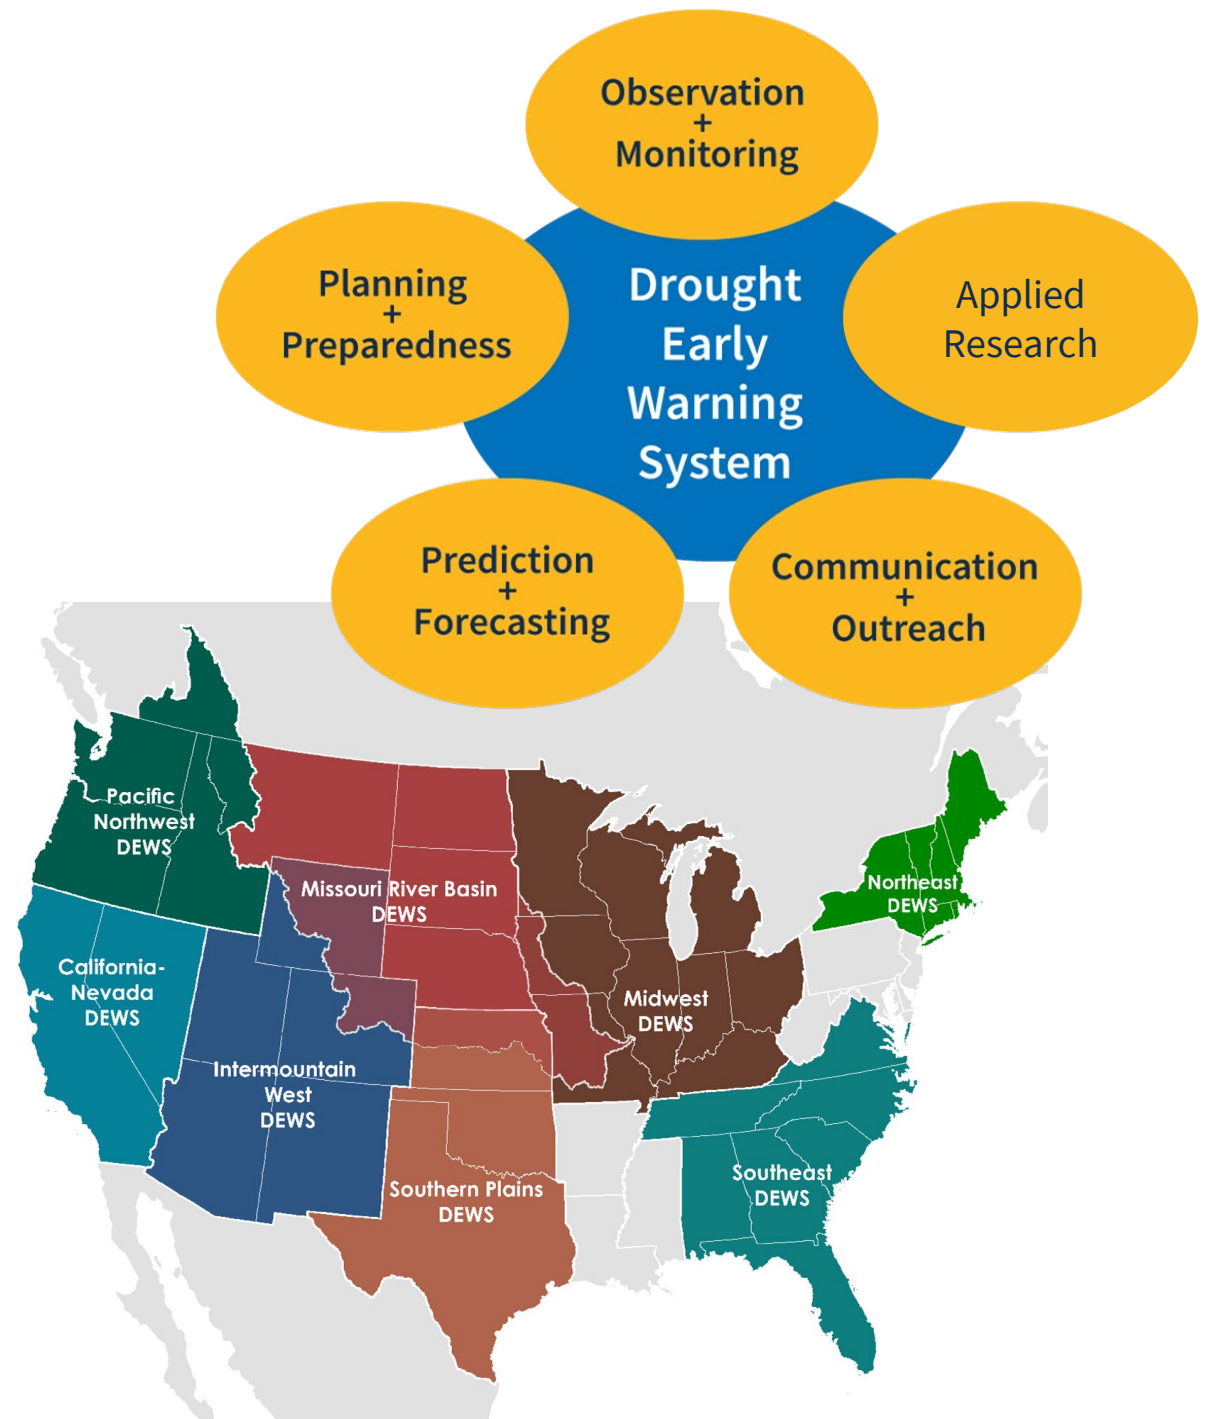 Observation
+
Monitoring
Planning
+
Preparedness
Drought
Early
Warning
System
Applied
Research
Prediction
+
Forecasting
Communication
+
Outreach
Pacific
Northwest
DEWS
Missouri River Basin
DEWS
Northeast
DEWS
California-
Nevada
DEWS
Midwest
DEWS
Intermountain
West
DEWS
Southern Plains
DEWS
Southeast
DEWS